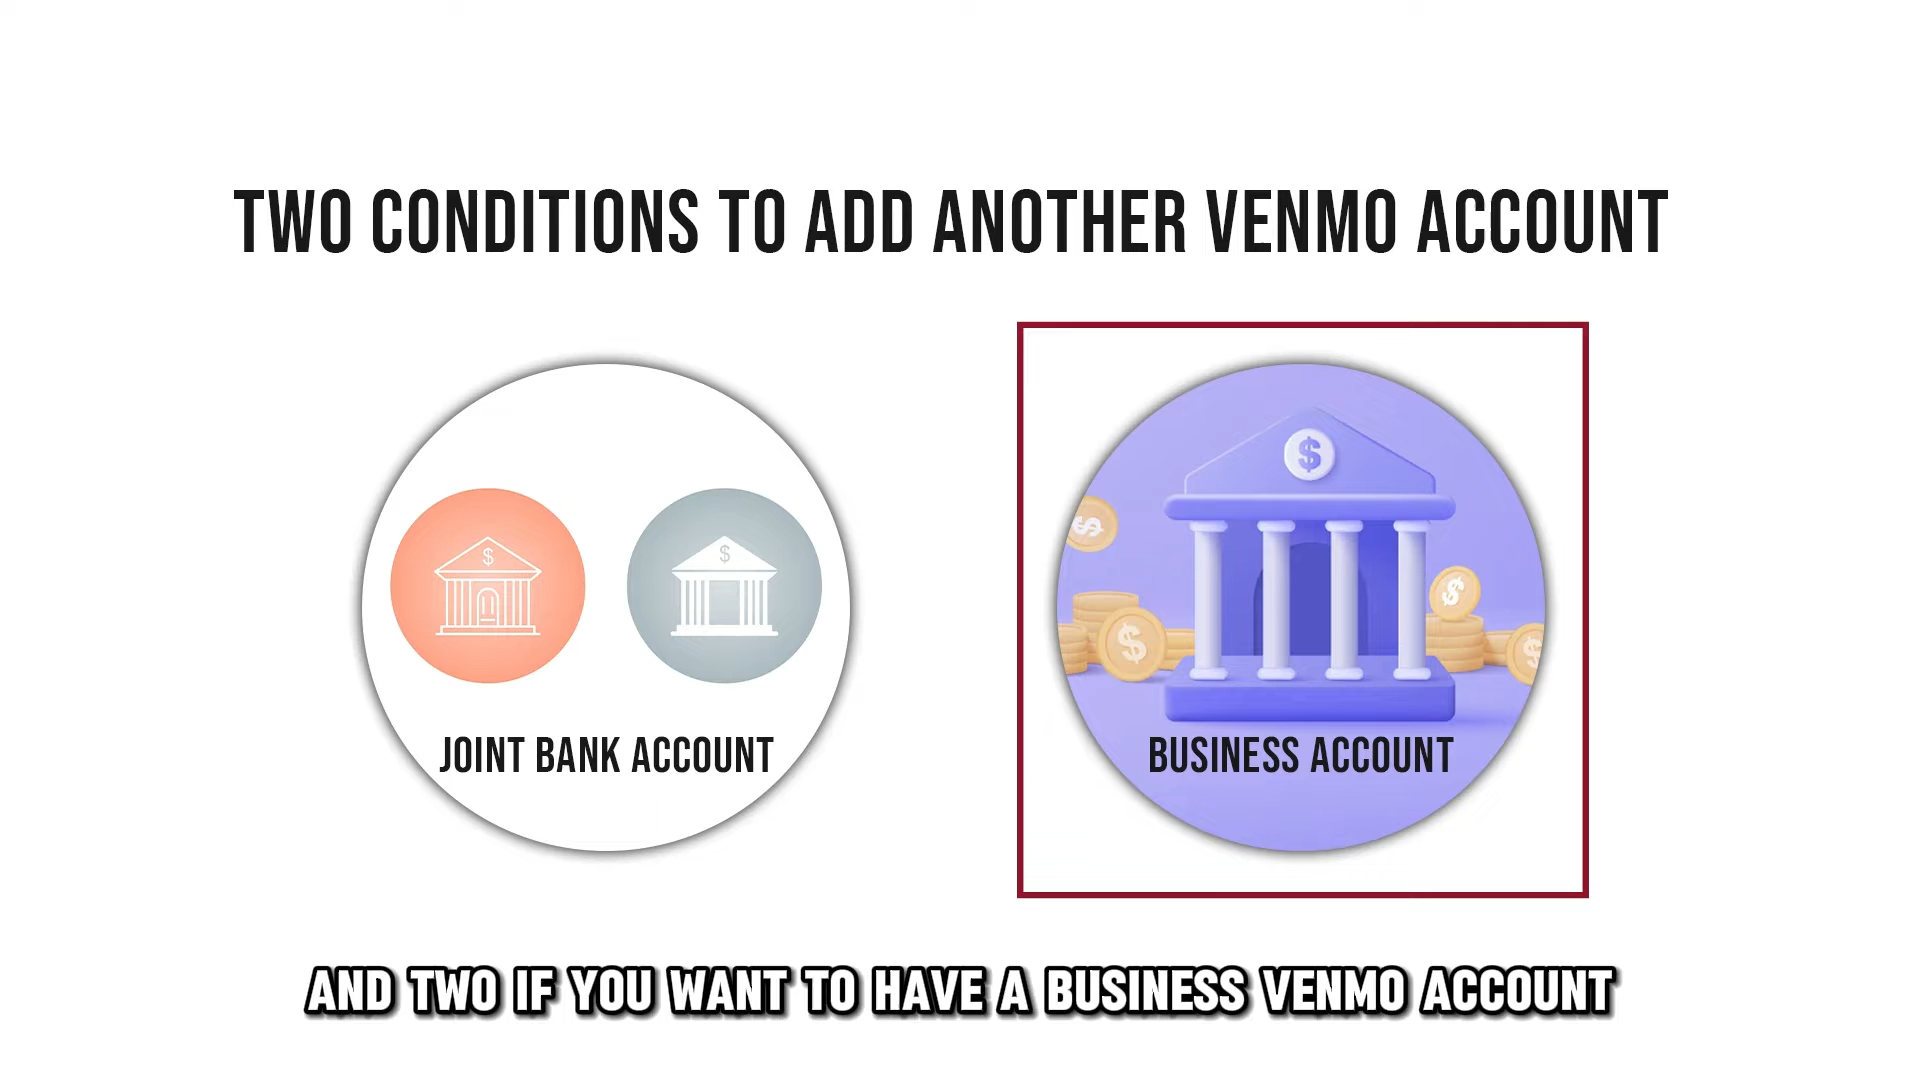 TWO CONDITIONS TO ADD ANOTHER VENMO ACCOUNT
$
$
$
$
$
$
$
JOINT BANK ACCOUNT
BUSINESS ACCOUNT
AND TWO IF YOU WANT TO HAVE A BUSINESS VENMO ACCOUNT